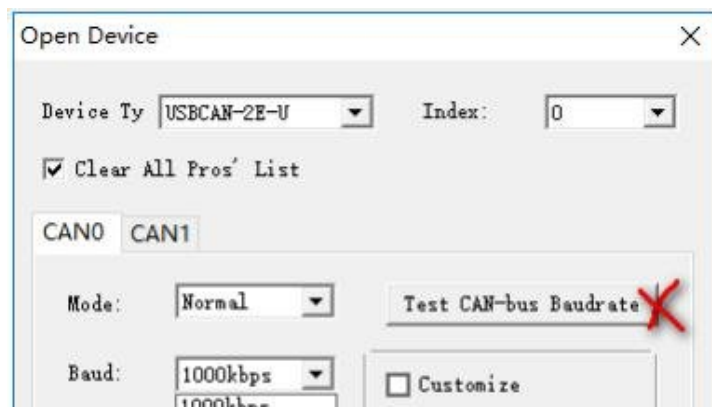 Open Device
Device Ty USBCAN-2E-U Index: 0
Clear All Pros' List
CAN0 CAN1
Mode: Normal Test CAN-bus Baudrate
Baud: 1000kbps Customize
1000kbps